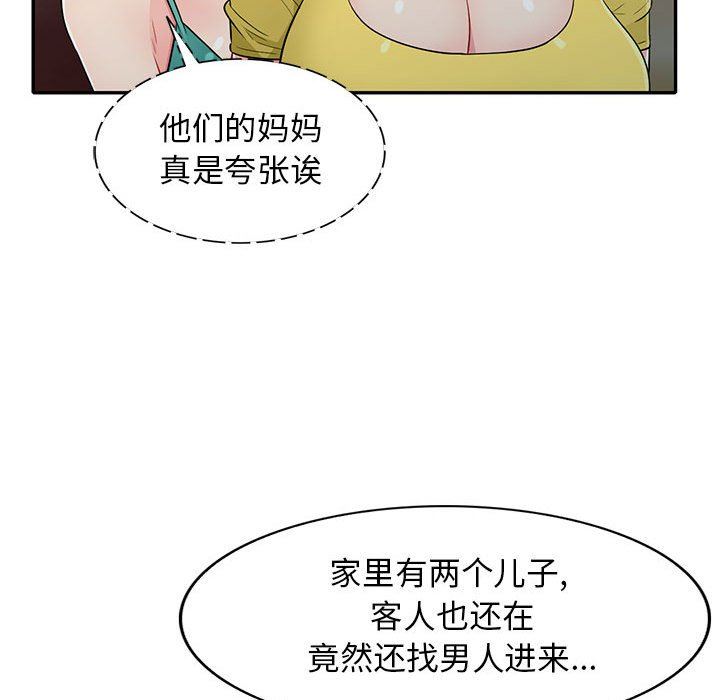 他们的妈妈
真是夸张诶
家里有两个儿子,
客人也还在
竟然还找男人进来...